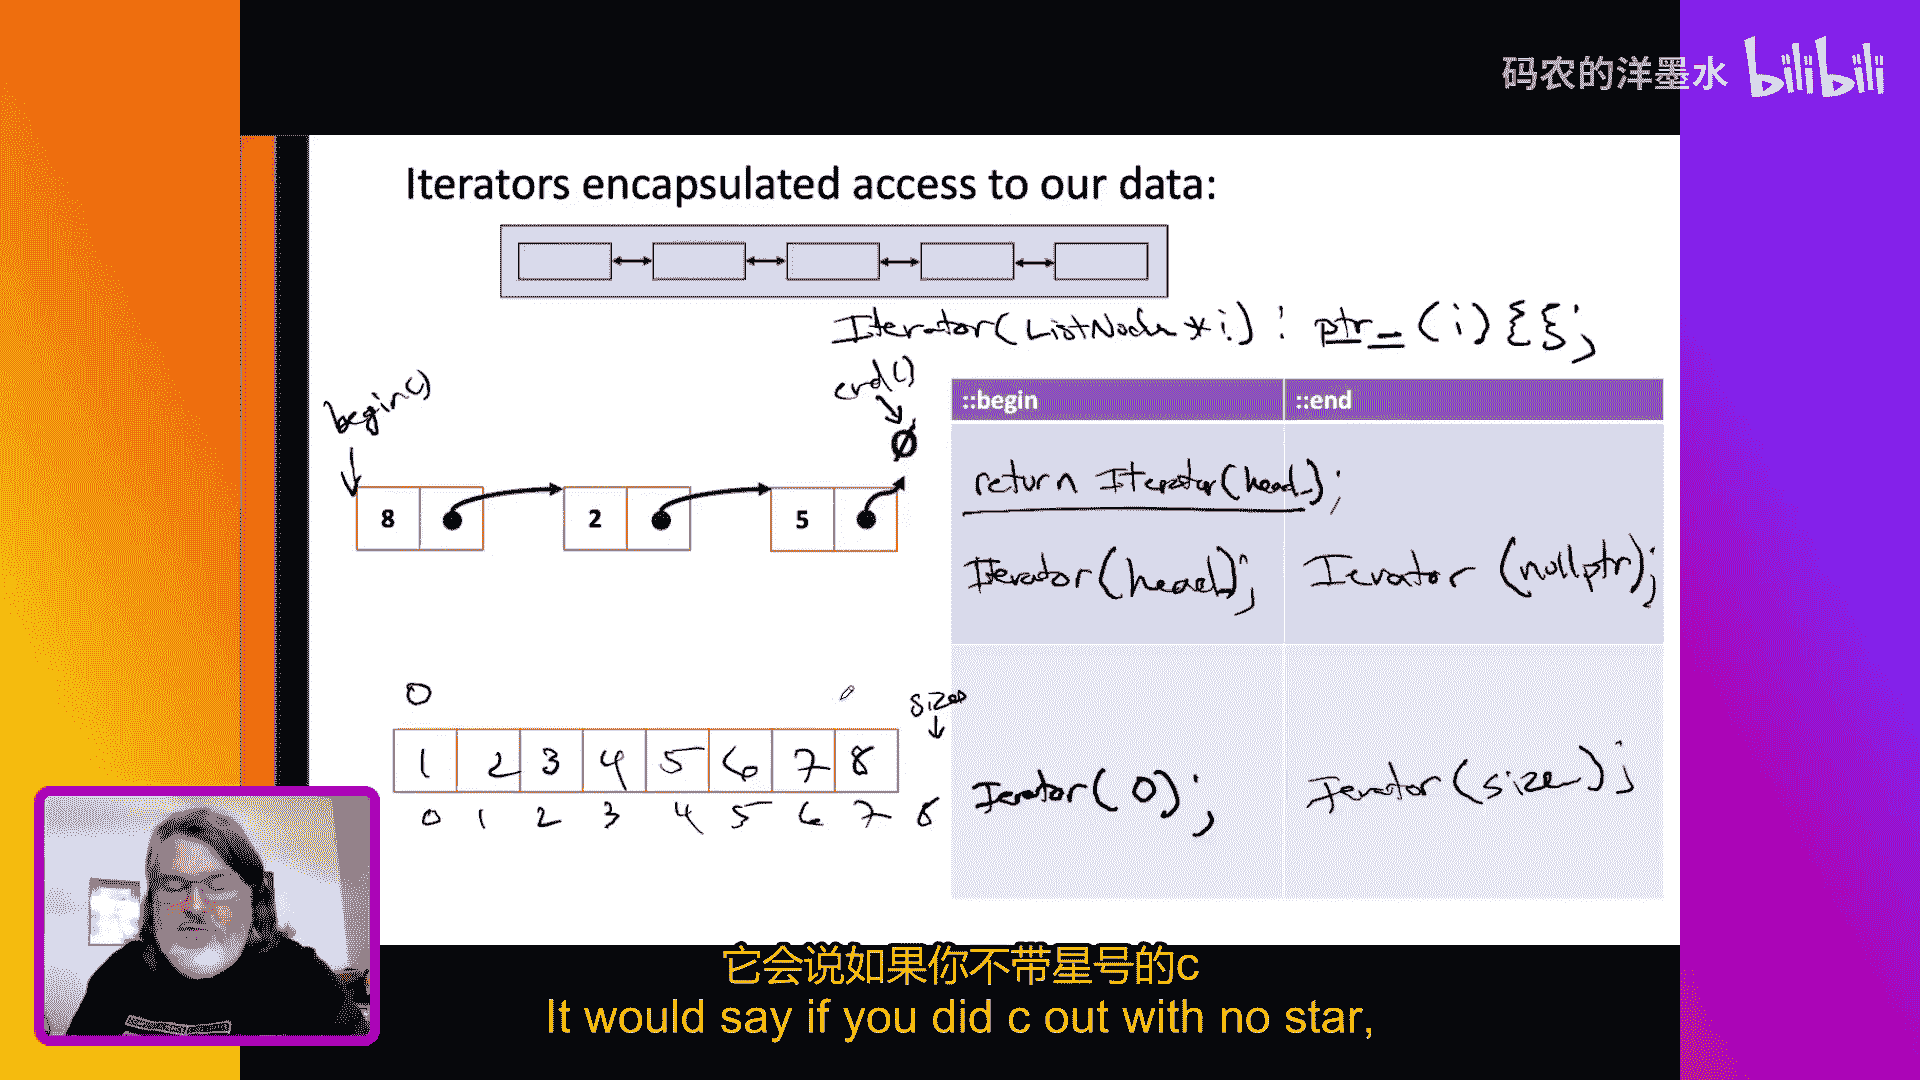 码农的洋墨水 bilibili
Iterators encapsulated access to our data:
Iterator(ListNode *i) : ptr_(i){};
begin()
end()
Ø
::begin ::end
return Iterator(head_);
8 2 5
Iterator(head_); Iterator(nullptr);
0
size
1 2 3 4 5 6 7 8
Iterator(0); Iterator(size);
0 1 2 3 4 5 6 7 8
它会说如果你不带星号的c
It would say if you did c out with no star,